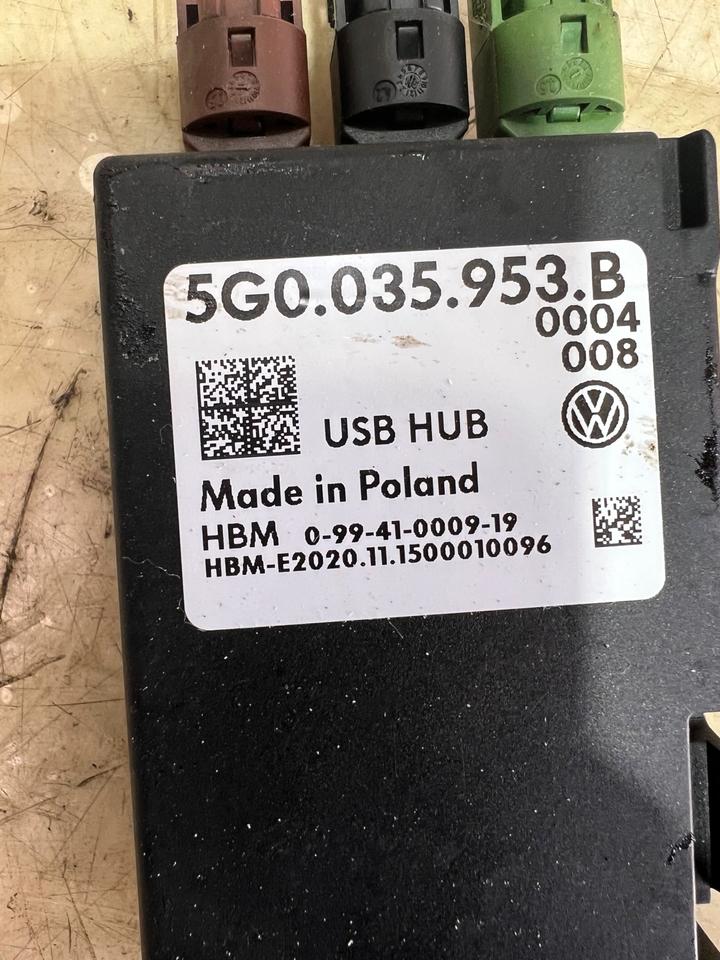 5G0.035.953.B
0004
008
USB HUB
Made in Poland
HBM 0-99-41-0009-19
HBM-E2020.11.1500010096